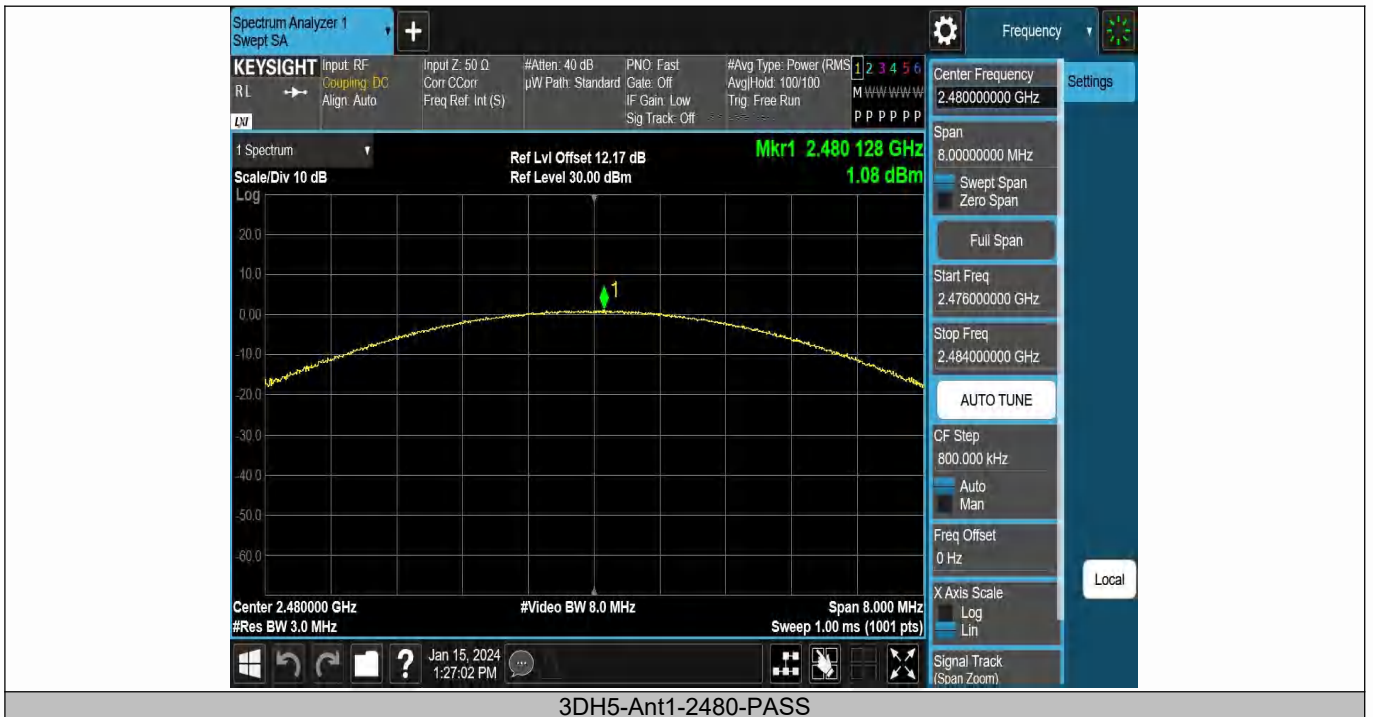 Spectrum Analyzer 1
Swept SA
+
Frequency
KEYSIGHT
RL
LXI
Input: RF
Coupling: DC
Align: Auto
Input Z: 50 Ω
Corr CCorr
Freq Ref: Int (S)
#Atten: 40 dB
µW Path: Standard
PNO: Fast
Gate: Off
IF Gain: Low
Sig Track: Off
#Avg Type: Power (RMS
Avg|Hold: 100/100
Trig: Free Run
1 2 3 4 5 6
M W W W W W
P P P P P P
1 Spectrum
Scale/Div 10 dB
Log
Ref Lvl Offset 12.17 dB
Ref Level 30.00 dBm
Mkr1 2.480 128 GHz
1.08 dBm
1
20.0
10.0
0.00
-10.0
-20.0
-30.0
-40.0
-50.0
-60.0
Center 2.480000 GHz
#Res BW 3.0 MHz
#Video BW 8.0 MHz
Span 8.000 MHz
Sweep 1.00 ms (1001 pts)
Center Frequency
2.480000000 GHz
Settings
Span
8.00000000 MHz
Swept Span
Zero Span
Full Span
Start Freq
2.476000000 GHz
Stop Freq
2.484000000 GHz
AUTO TUNE
CF Step
800.000 kHz
Auto
Man
Freq Offset
0 Hz
X Axis Scale
Log
Lin
Local
Signal Track
(Span Zoom)
?
Jan 15, 2024
1:27:02 PM
3DH5-Ant1-2480-PASS